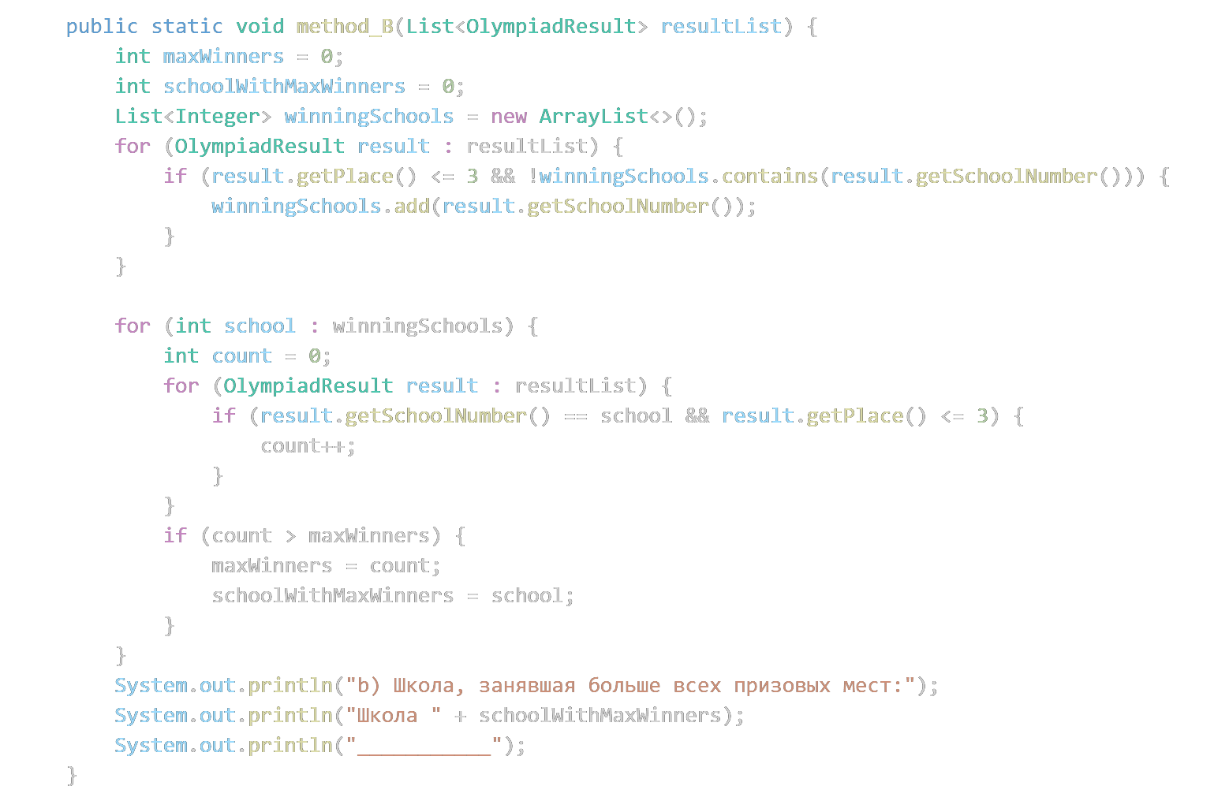 public static void method_B(List<OlympiadResult> resultList) {
    int maxWinners = 0;
    int schoolWithMaxWinners = 0;
    List<Integer> winningSchools = new ArrayList<>();
    for (OlympiadResult result : resultList) {
        if (result.getPlace() <= 3 && !winningSchools.contains(result.getSchoolNumber())) {
            winningSchools.add(result.getSchoolNumber());
        }
    }

    for (int school : winningSchools) {
        int count = 0;
        for (OlympiadResult result : resultList) {
            if (result.getSchoolNumber() == school && result.getPlace() <= 3) {
                count++;
            }
        }
        if (count > maxWinners) {
            maxWinners = count;
            schoolWithMaxWinners = school;
        }
    }
    System.out.println("b) Школа, занявшая больше всех призовых мест:");
    System.out.println("Школа " + schoolWithMaxWinners);
    System.out.println("___________");
}